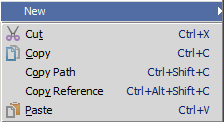 New
Cut Ctrl+X
Copy Ctrl+C
Copy Path Ctrl+Shift+C
Copy Reference Ctrl+Alt+Shift+C
Paste Ctrl+V